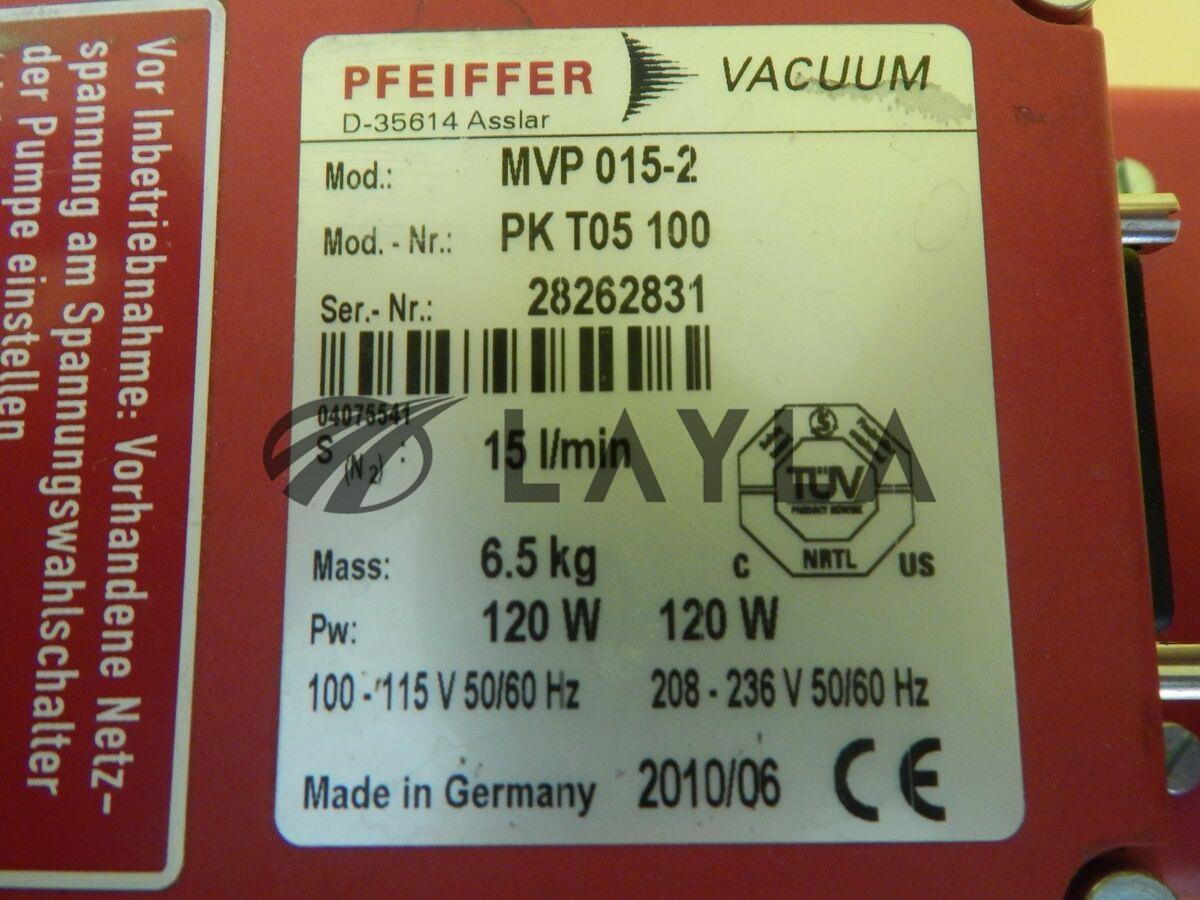 Vor Inbetriebnahme: Vorhandene Netz-
spannung am Spannungswahlschalter
der Pumpe einstellen
PFEIFFER VACUUM
D-35614 Asslar
Mod.: MVP 015-2
Mod. - Nr.: PK T05 100
Ser.- Nr.: 28262831
04075541
S (N2) : 15 l/min
LAYLA
TÜV
NRTL
C US
Mass: 6.5 kg
Pw: 120 W 120 W
100 - 115 V 50/60 Hz 208 - 236 V 50/60 Hz
Made in Germany 2010/06 CE